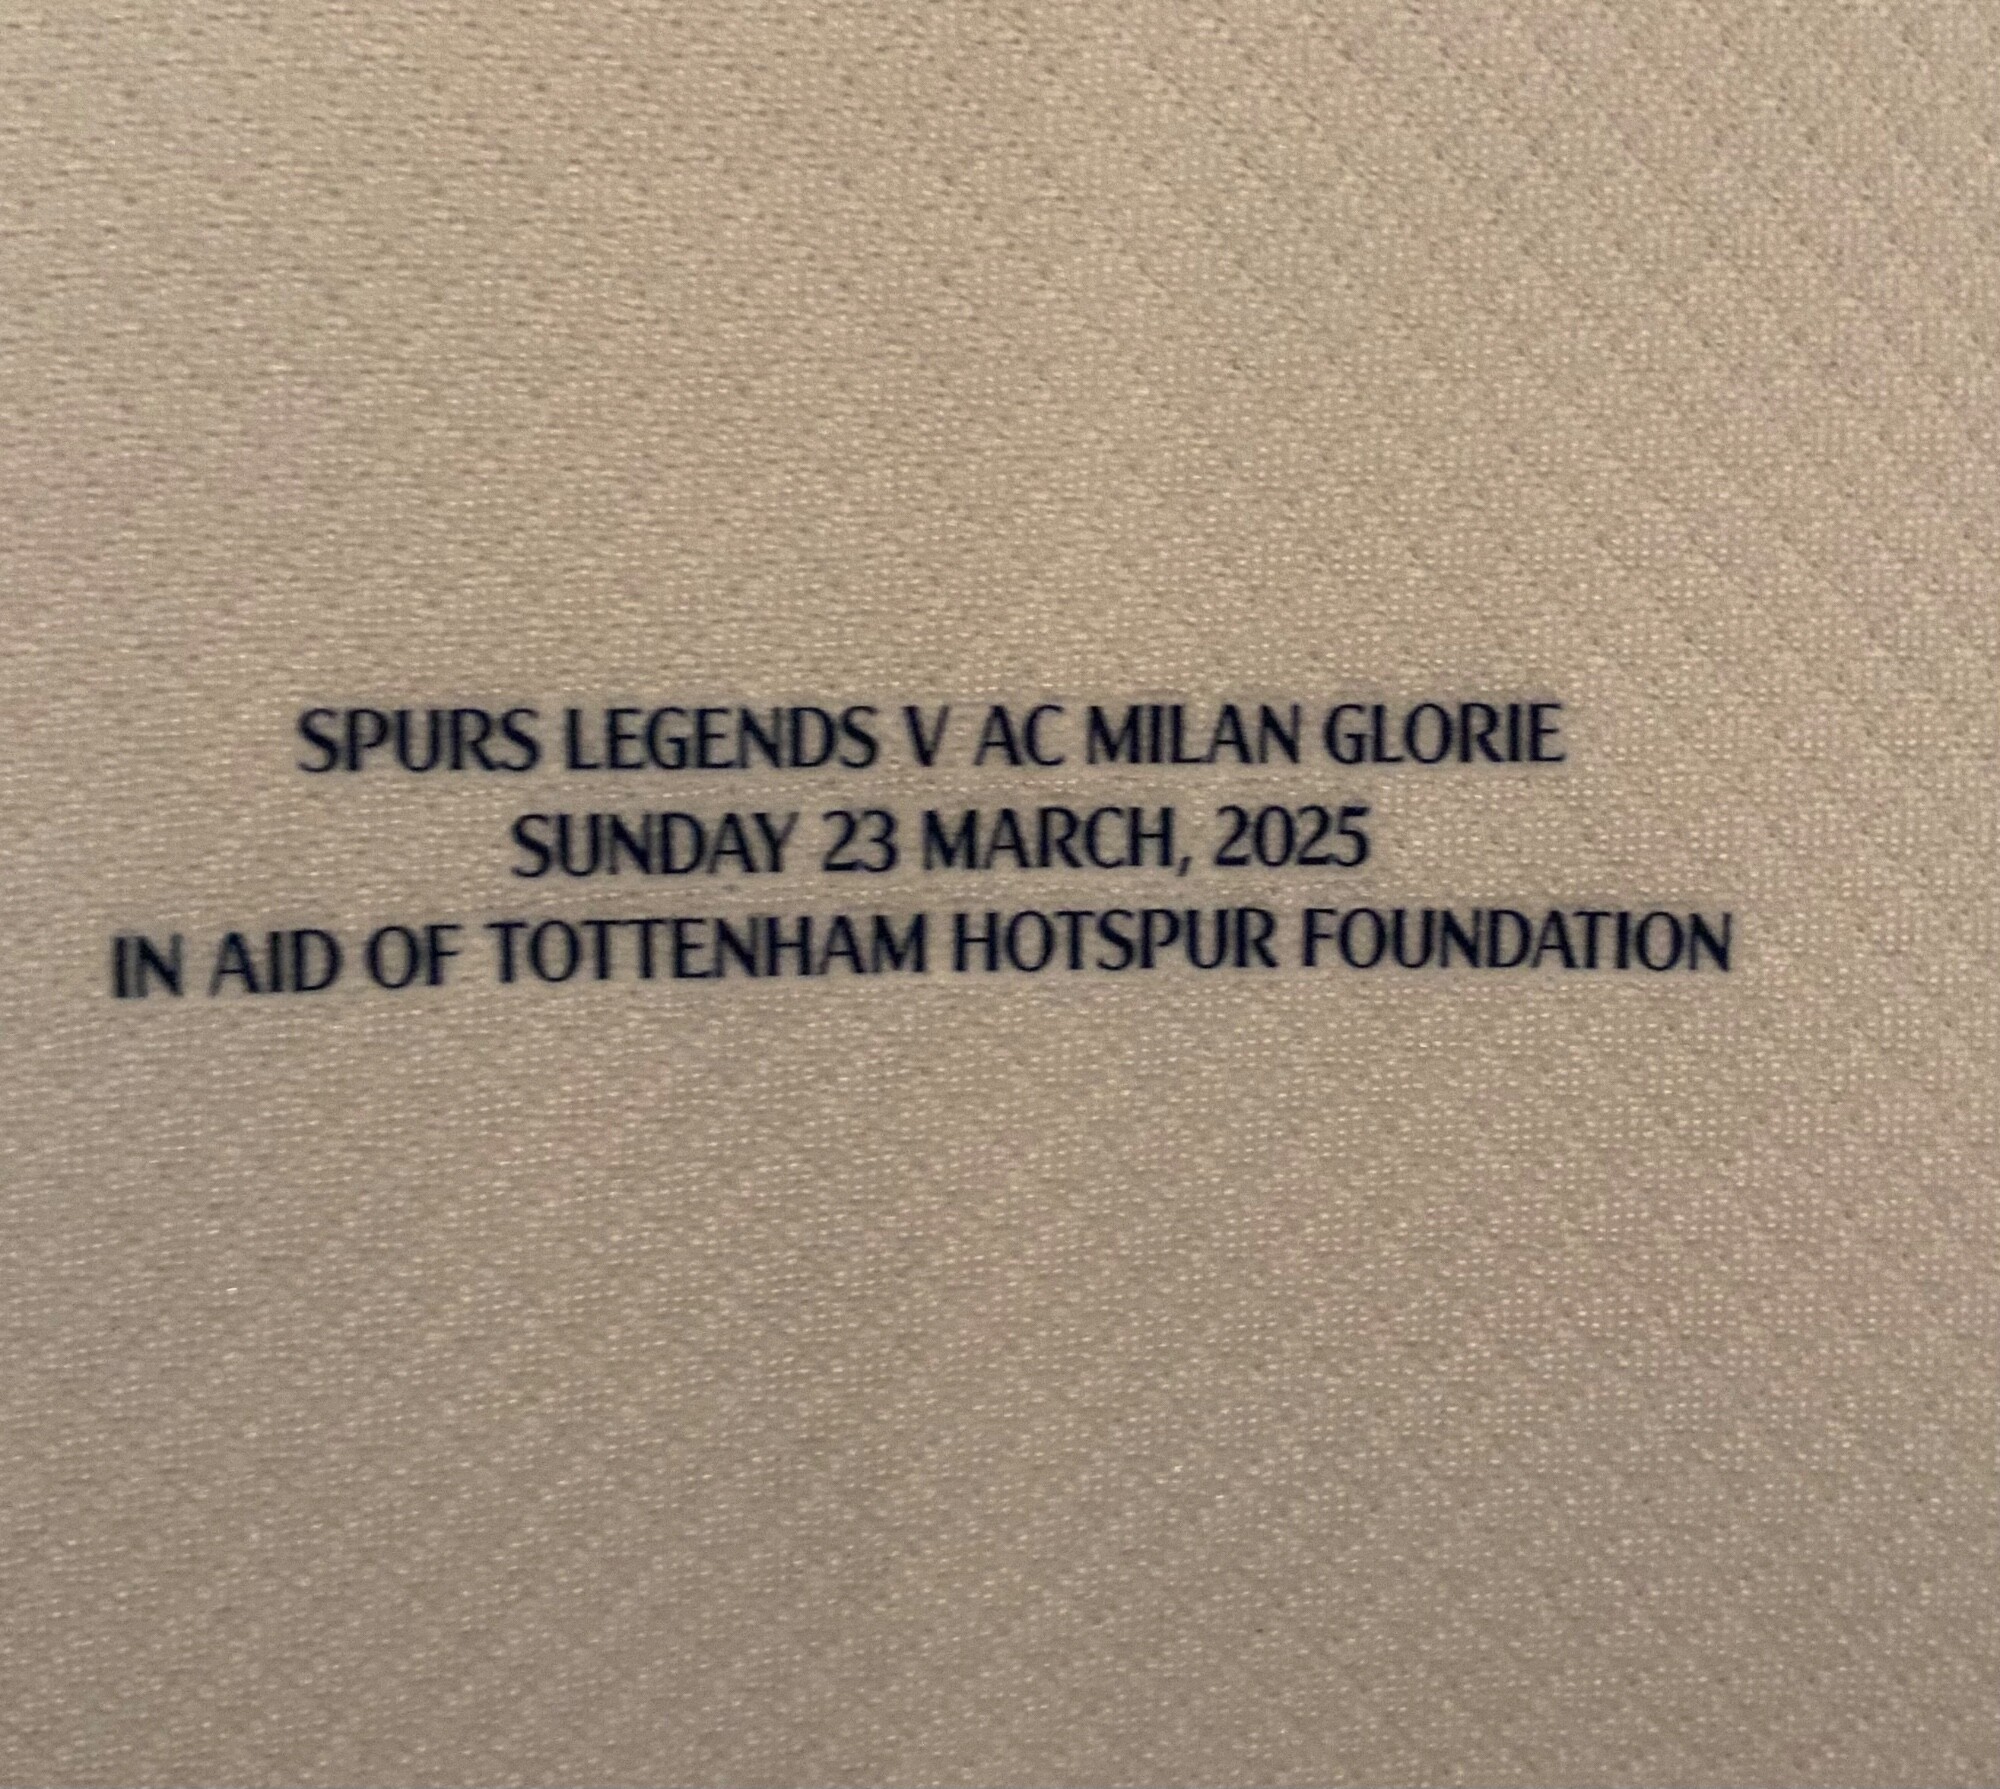 SPURS LEGENDS V AC MILAN GLORIE
SUNDAY 23 MARCH, 2025
IN AID OF TOTTENHAM HOTSPUR FOUNDATION